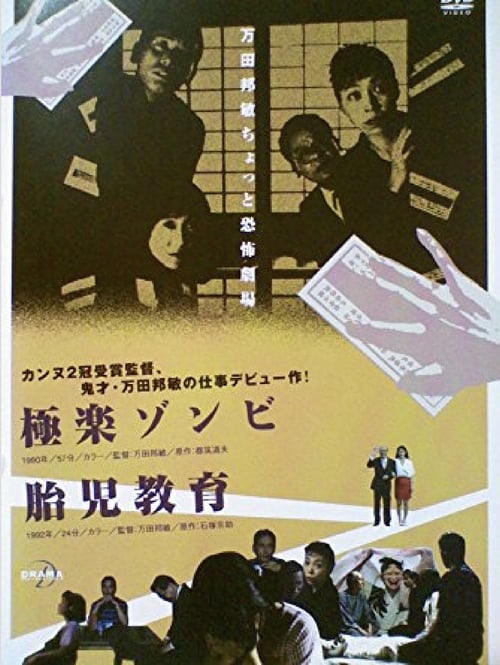 DVD
VIDEO
万田邦敏ちょっと恐怖劇場
カンヌ2冠受賞監督、
鬼才・万田邦敏の仕事デビュー作!
極楽ゾンビ
1990年/57分/カラー/監督:万田邦敏/原作:都筑道夫
胎児教育
1992年/24分/カラー/監督:万田邦敏/原作:石塚京助
DRAMA